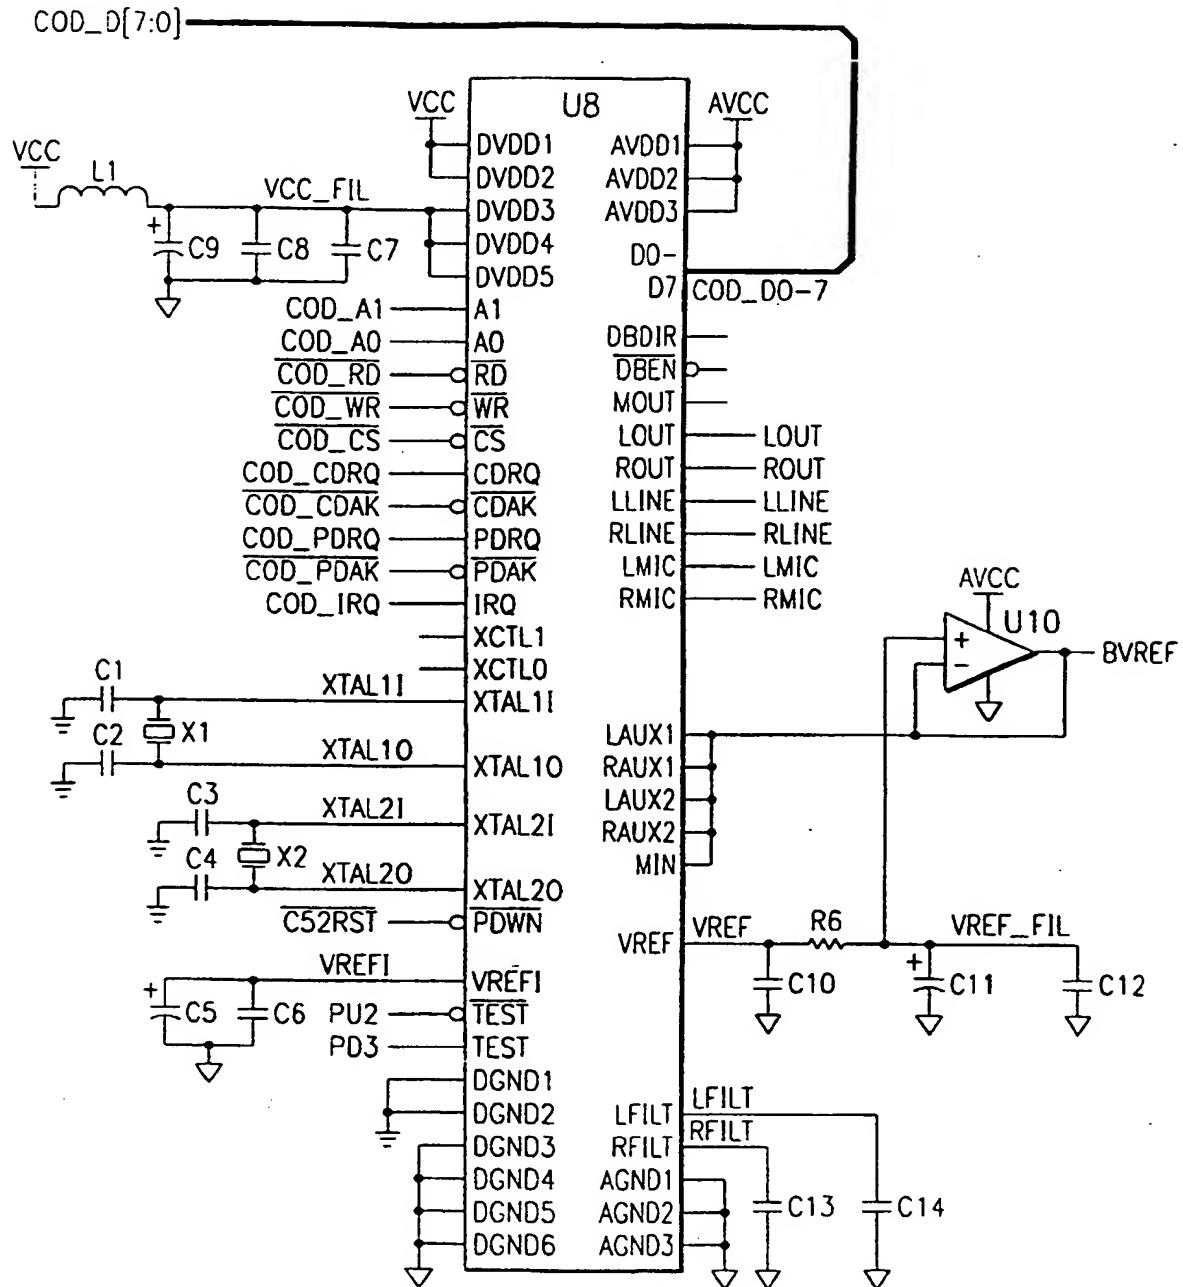 COD_D[7:0]
VCC
U8
AVCC
VCC
L1
VCC_FIL
C9
C8
C7
+
DVDD1
DVDD2
DVDD3
DVDD4
DVDD5
AVDD1
AVDD2
AVDD3
D0-
D7
COD_D0-7
COD_A1
A1
COD_A0
A0
COD_RD
RD
COD_WR
WR
COD_CS
CS
COD_CDRQ
CDRQ
COD_CDAK
CDAK
COD_PDRQ
PDRQ
COD_PDAK
PDAK
COD_IRQ
IRQ
XCTL1
XCTL0
DBDIR
DBEN
MOUT
LOUT
LOUT
ROUT
ROUT
LLINE
LLINE
RLINE
RLINE
LMIC
LMIC
RMIC
RMIC
AVCC
U10
+
-
BVREF
C1
XTAL1I
XTAL1I
X1
C2
XTAL1O
XTAL1O
C3
XTAL2I
XTAL2I
X2
C4
XTAL2O
XTAL2O
C52RST
PDWN
LAUX1
RAUX1
LAUX2
RAUX2
MIN
VREF
VREF
R6
VREF_FIL
C10
+
C11
C12
VREFI
VREFI
+
C5
C6
PU2
TEST
PD3
TEST
DGND1
DGND2
DGND3
DGND4
DGND5
DGND6
LFILT
LFILT
RFILT
RFILT
AGND1
AGND2
AGND3
C13
C14